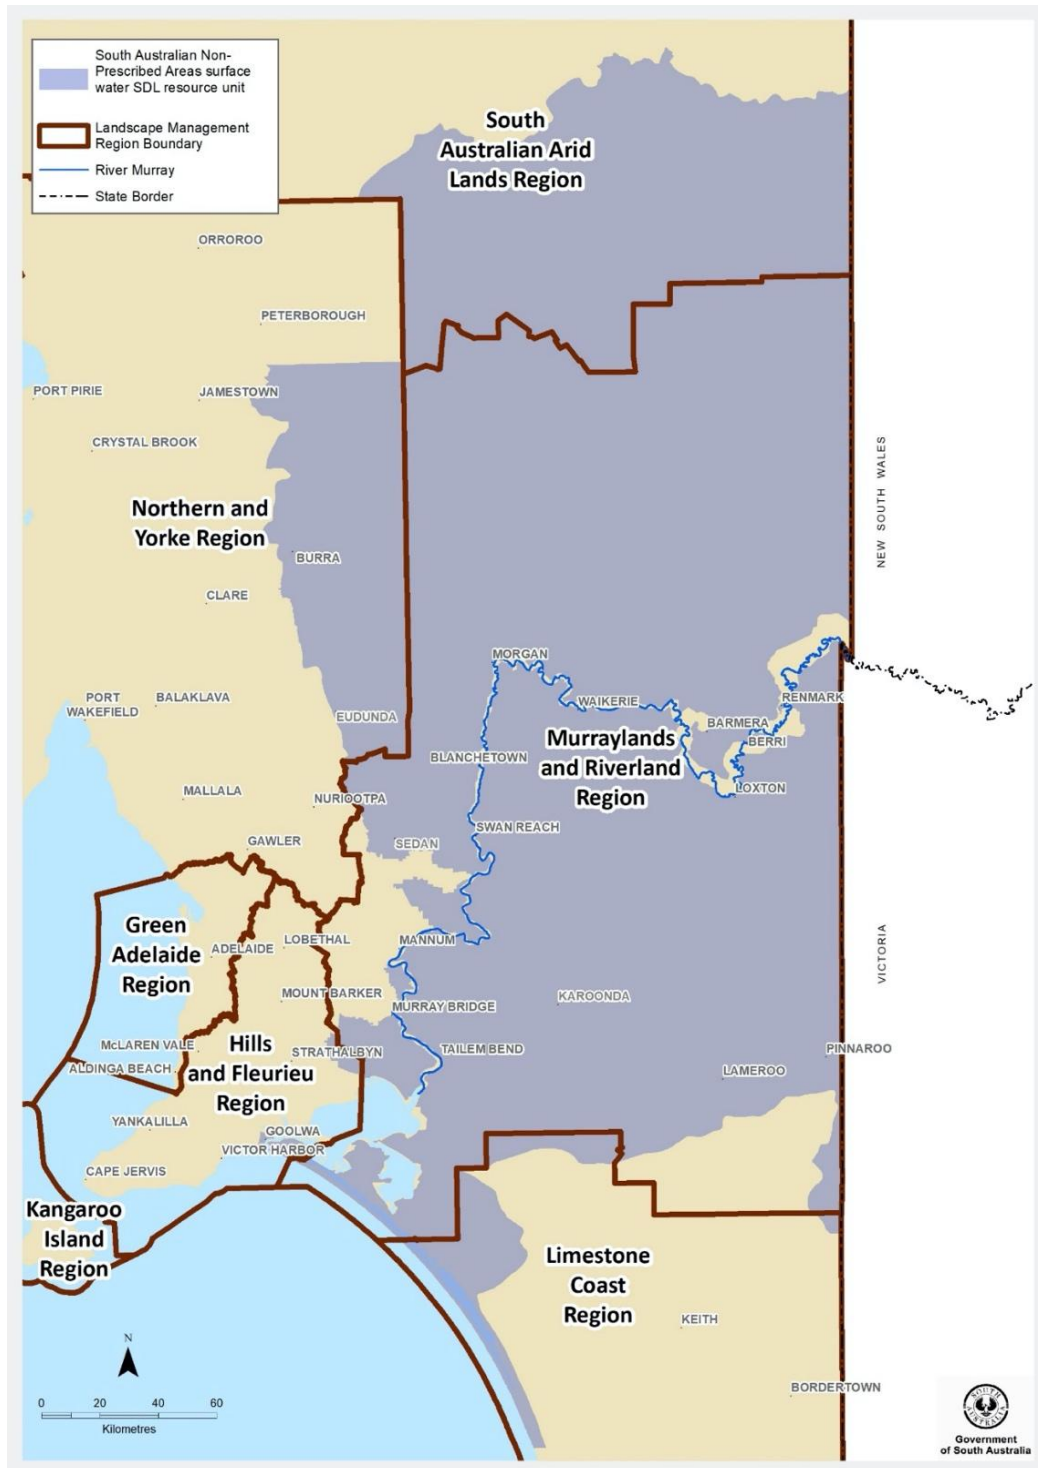 South Australian Non-
Prescribed Areas surface
water SDL resource unit
Landscape Management
Region Boundary
River Murray
State Border
South
Australian Arid
Lands Region
ORROROO
PETERBOROUGH
PORT PIRIE
JAMESTOWN
CRYSTAL BROOK
NEW SOUTH WALES
Northern and
Yorke Region
BURRA
CLARE
MORGAN
PORT
WAKEFIELD
BALAKLAVA
EUDUNDA
WAIKERIE
RENMARK
BARMERA
BERRI
Murraylands
and Riverland
Region
BLANCHETOWN
LOXTON
MALLALA
NURIOOTPA
SWAN REACH
GAWLER
SEDAN
Green
Adelaide
Region
ADELAIDE
LOBETHAL
MANNUM
VICTORIA
MOUNT BARKER
MURRAY BRIDGE
KAROONDA
McLAREN VALE
ALDINGA BEACH
Hills
and Fleurieu
Region
STRATHALBYN
TAILEM BEND
PINNAROO
LAMEROO
YANKALILLA
GOOLWA
VICTOR HARBOR
CAPE JERVIS
Kangaroo
Island
Region
Limestone
Coast
Region
KEITH
BORDERTOWN
N
0 20 40 60
Kilometres
SOUTH
AUSTRALIA
Government
of South Australia